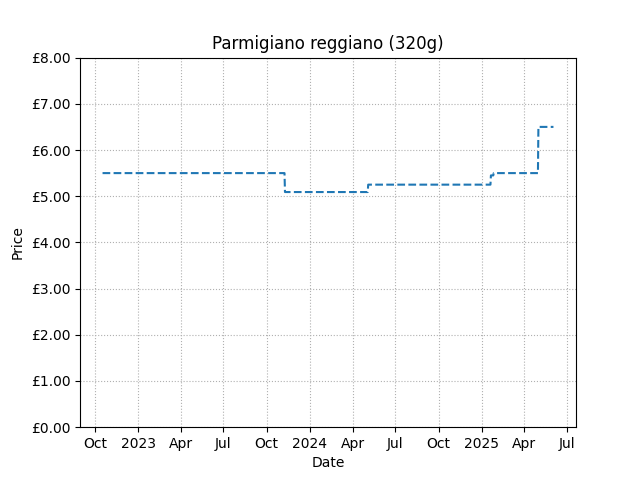 Parmigiano reggiano (320g)
£8.00
£7.00
£6.00
£5.00
£4.00
£3.00
£2.00
£1.00
£0.00
Price
Oct 2023 Apr Jul Oct 2024 Apr Jul Oct 2025 Apr Jul
Date